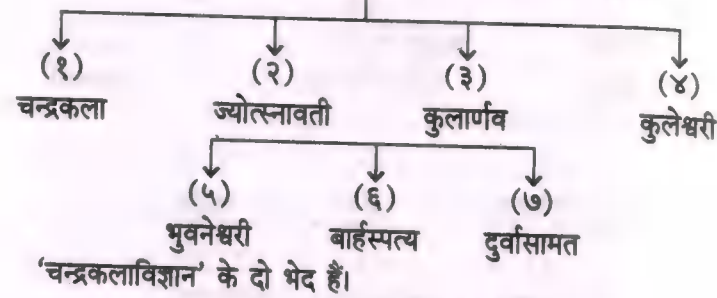 (१) (२) (३) (४)
चन्द्रकला ज्योत्स्नावती कुलार्णव कुलेश्वरी
(५) (६) (७)
भुवनेश्वरी बार्हस्पत्य दुर्वासामत
‘चन्द्रकलाविज्ञान’ के दो भेद हैं।